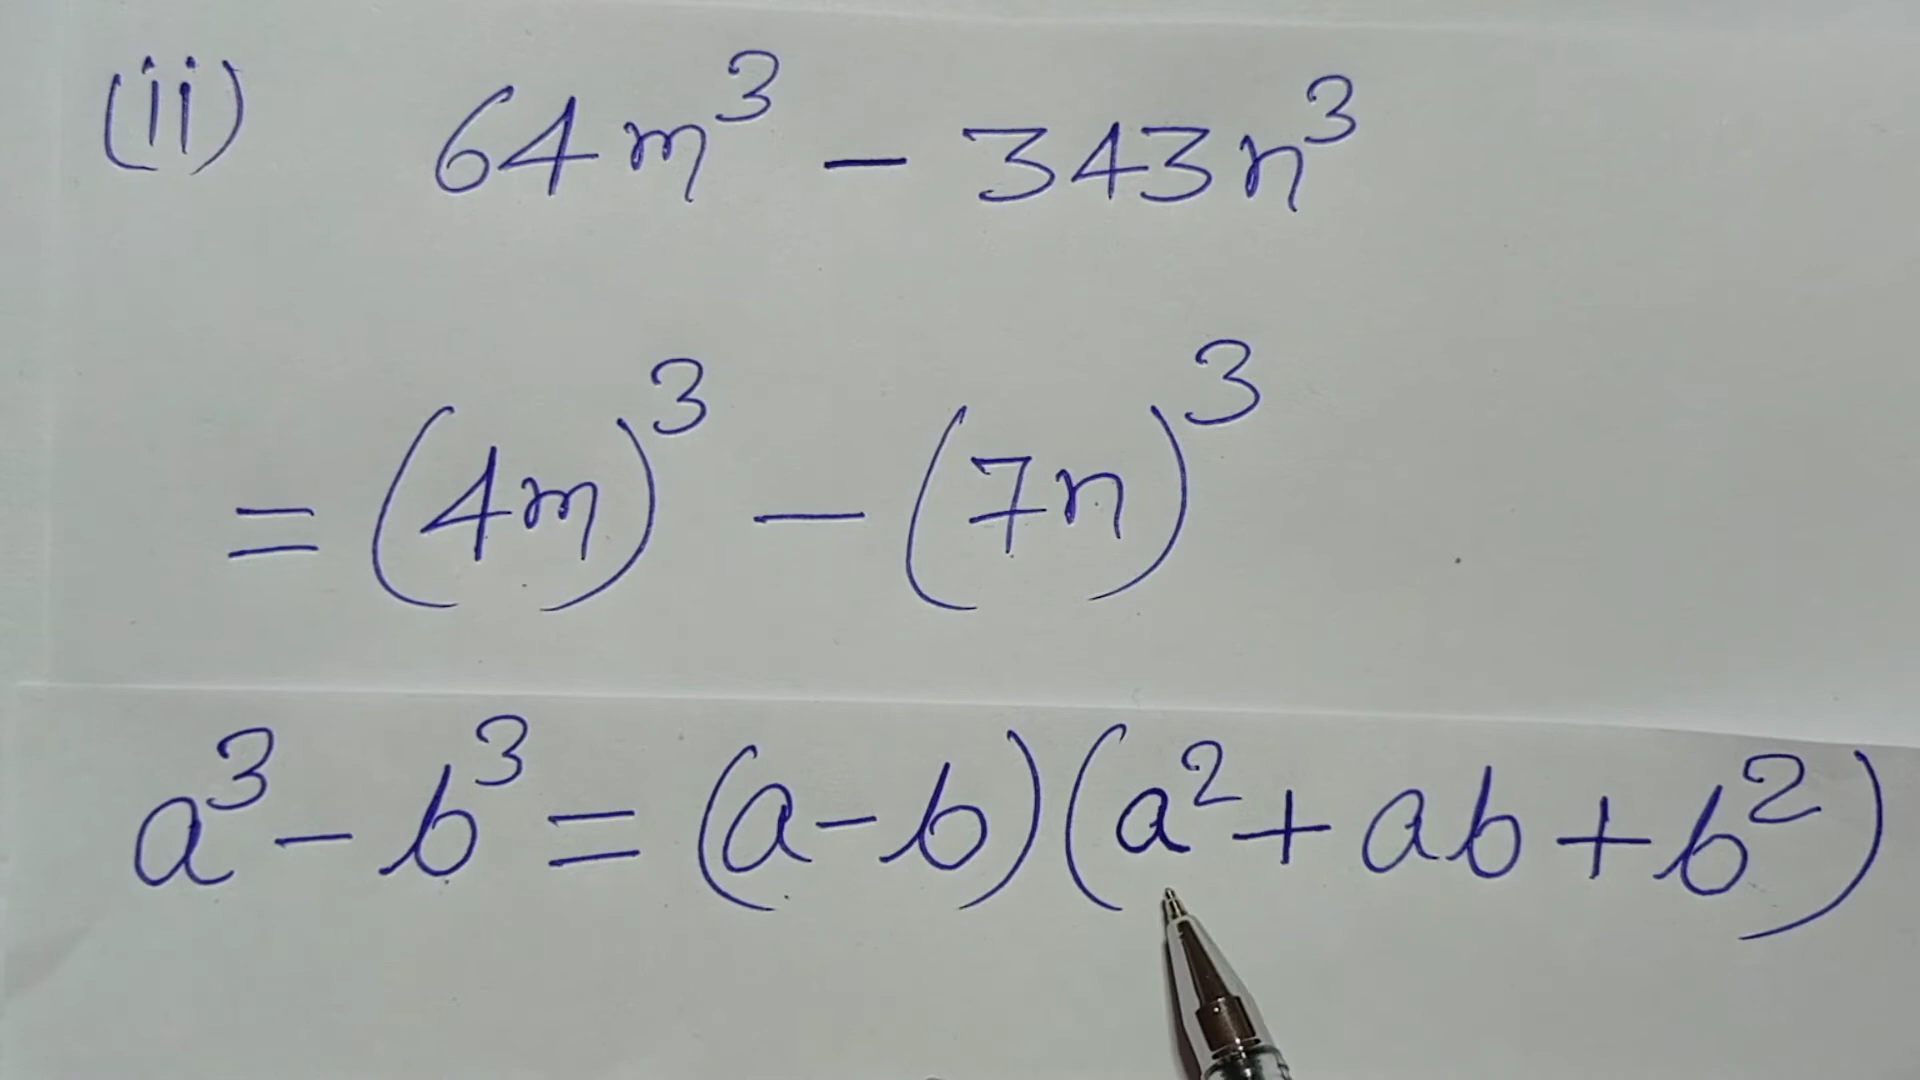 (ii) 64m³ - 343n³
= (4m)³ - (7n)³
a³ - b³ = (a - b)(a² + ab + b²)